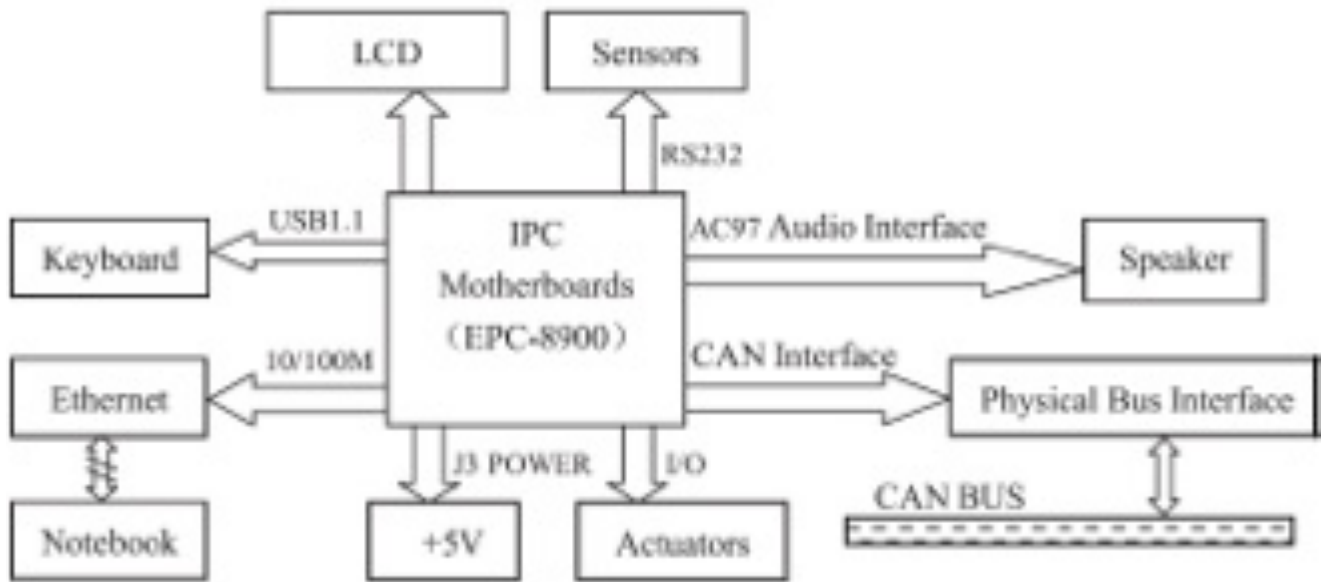 LCD
Sensors
RS232
USB1.1
Keyboard
IPC
Motherboards
(EPC-8900)
AC97 Audio Interface
Speaker
10/100M
Ethernet
CAN Interface
Physical Bus Interface
J3 POWER
I/O
CAN BUS
Notebook
+5V
Actuators